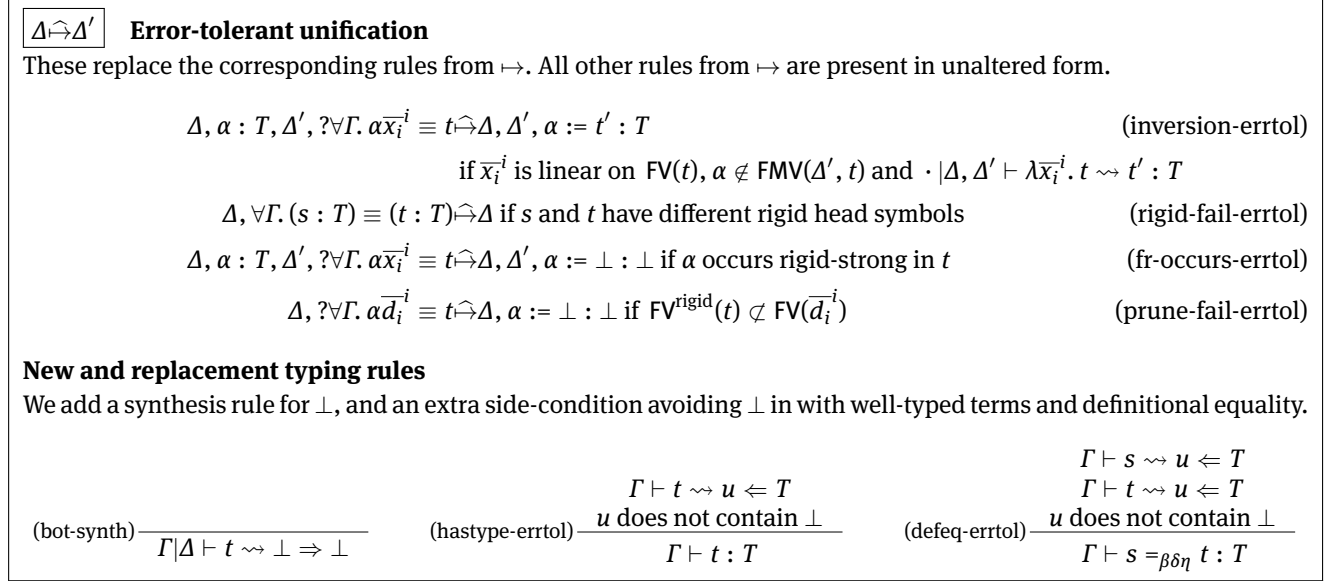 Δ↦̂Δ′ Error-tolerant unification
These replace the corresponding rules from ↦. All other rules from ↦ are present in unaltered form.
Δ, α : T, Δ′, ?∀Γ. αx̅ᵢⁱ ≡ t↦̂Δ, Δ′, α := t′ : T (inversion-errtol)
if x̅ᵢⁱ is linear on FV(t), α ∉ FMV(Δ′, t) and · |Δ, Δ′ ⊢ λx̅ᵢⁱ. t ⇝ t′ : T
Δ, ∀Γ. (s : T) ≡ (t : T)↦̂Δ if s and t have different rigid head symbols (rigid-fail-errtol)
Δ, α : T, Δ′, ?∀Γ. αx̅ᵢⁱ ≡ t↦̂Δ, Δ′, α := ⊥ : ⊥ if α occurs rigid-strong in t (fr-occurs-errtol)
Δ, ?∀Γ. αd̅ᵢⁱ ≡ t↦̂Δ, α := ⊥ : ⊥ if FVʳⁱᵍⁱᵈ(t) ⊄ FV(d̅ᵢⁱ) (prune-fail-errtol)
New and replacement typing rules
We add a synthesis rule for ⊥, and an extra side-condition avoiding ⊥ in with well-typed terms and definitional equality.
(bot-synth) Γ|Δ ⊢ t ⇝ ⊥ ⇒ ⊥
Γ ⊢ t ⇝ u ⇐ T
u does not contain ⊥
(hastype-errtol)
Γ ⊢ t : T
Γ ⊢ s ⇝ u ⇐ T
Γ ⊢ t ⇝ u ⇐ T
u does not contain ⊥
(defeq-errtol)
Γ ⊢ s =βδη t : T